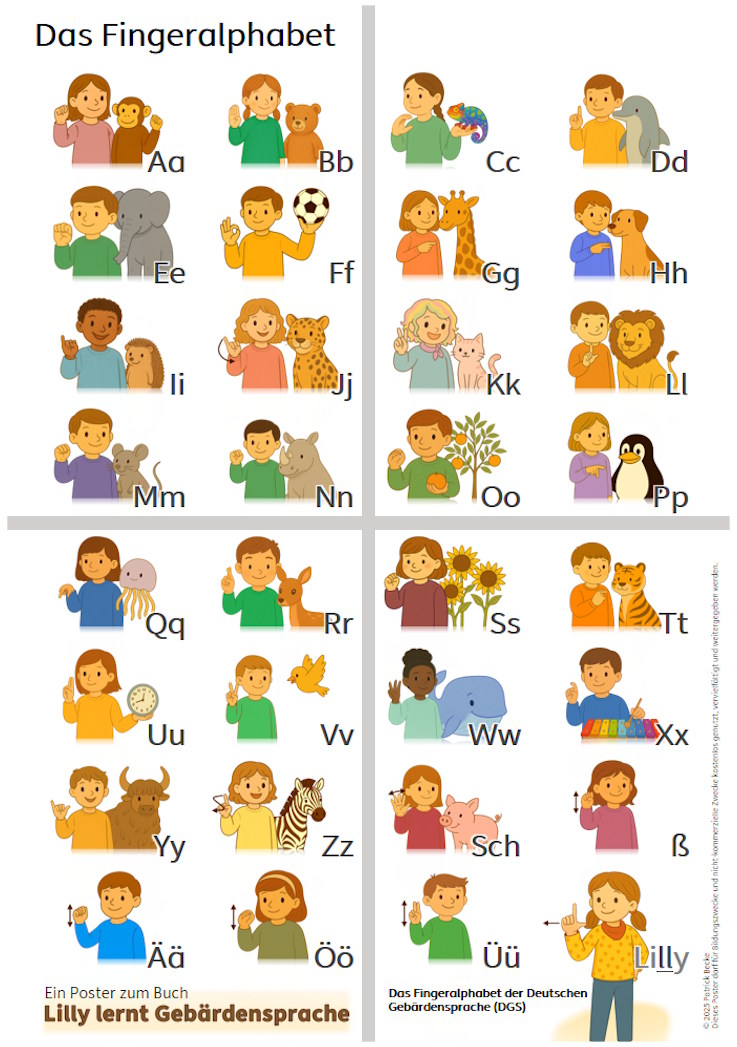 Das Fingeralphabet
Aa
Bb
Cc
Dd
Ee
Ff
Gg
Hh
Ii
Jj
Kk
Ll
Mm
Nn
Oo
Pp
Qq
Rr
Ss
Tt
Uu
Vv
Ww
Xx
Yy
Zz
Sch
ß
Ää
Öö
Üü
Lilly
Ein Poster zum Buch
Lilly lernt Gebärdensprache
Das Fingeralphabet der Deutschen
Gebärdensprache (DGS)
© 2025 Patrick Becke
Dieses Poster darf für Bildungszwecke und nicht-kommerzielle Zwecke kostenlos genutzt, vervielfältigt und weitergegeben werden.